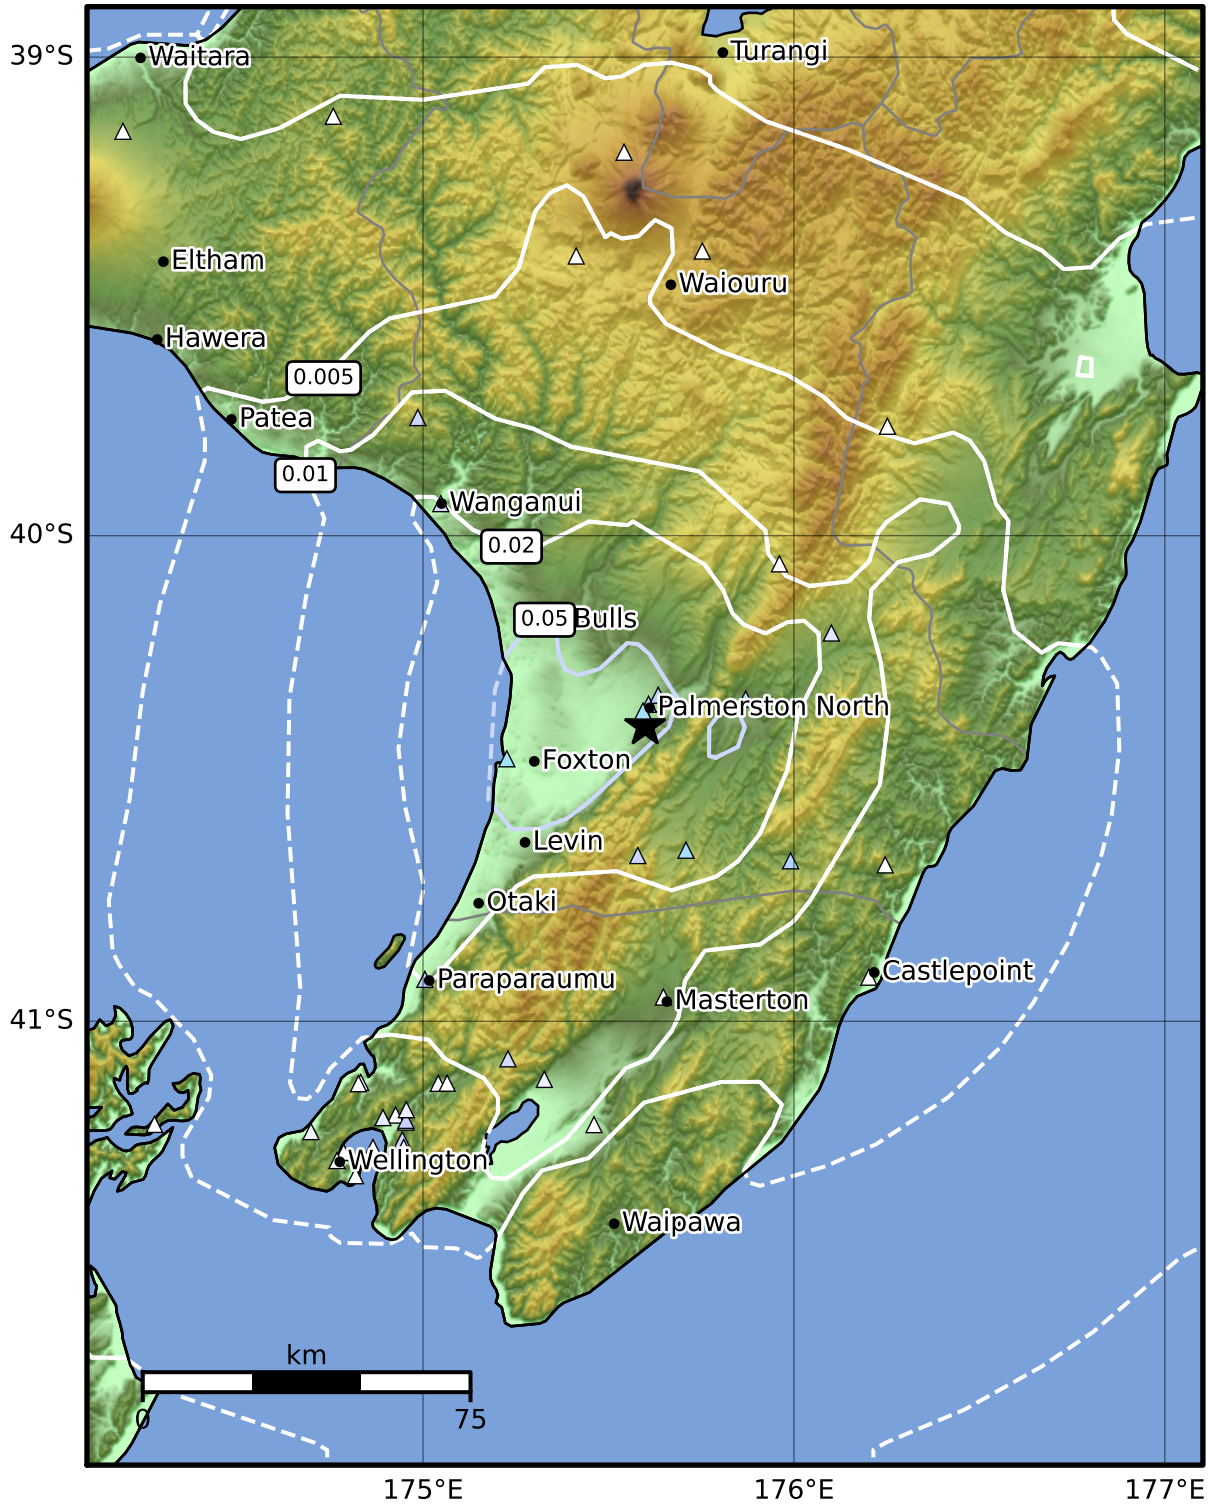 39°S
Waitara
Turangi
Eltham
Waiouru
Hawera
0.005
Patea
0.01
Wanganui
40°S
0.02
0.05
Bulls
Palmerston North
Foxton
Levin
Otaki
Castlepoint
Paraparaumu
Masterton
41°S
Wellington
Waipawa
km
0
75
175°E
176°E
177°E